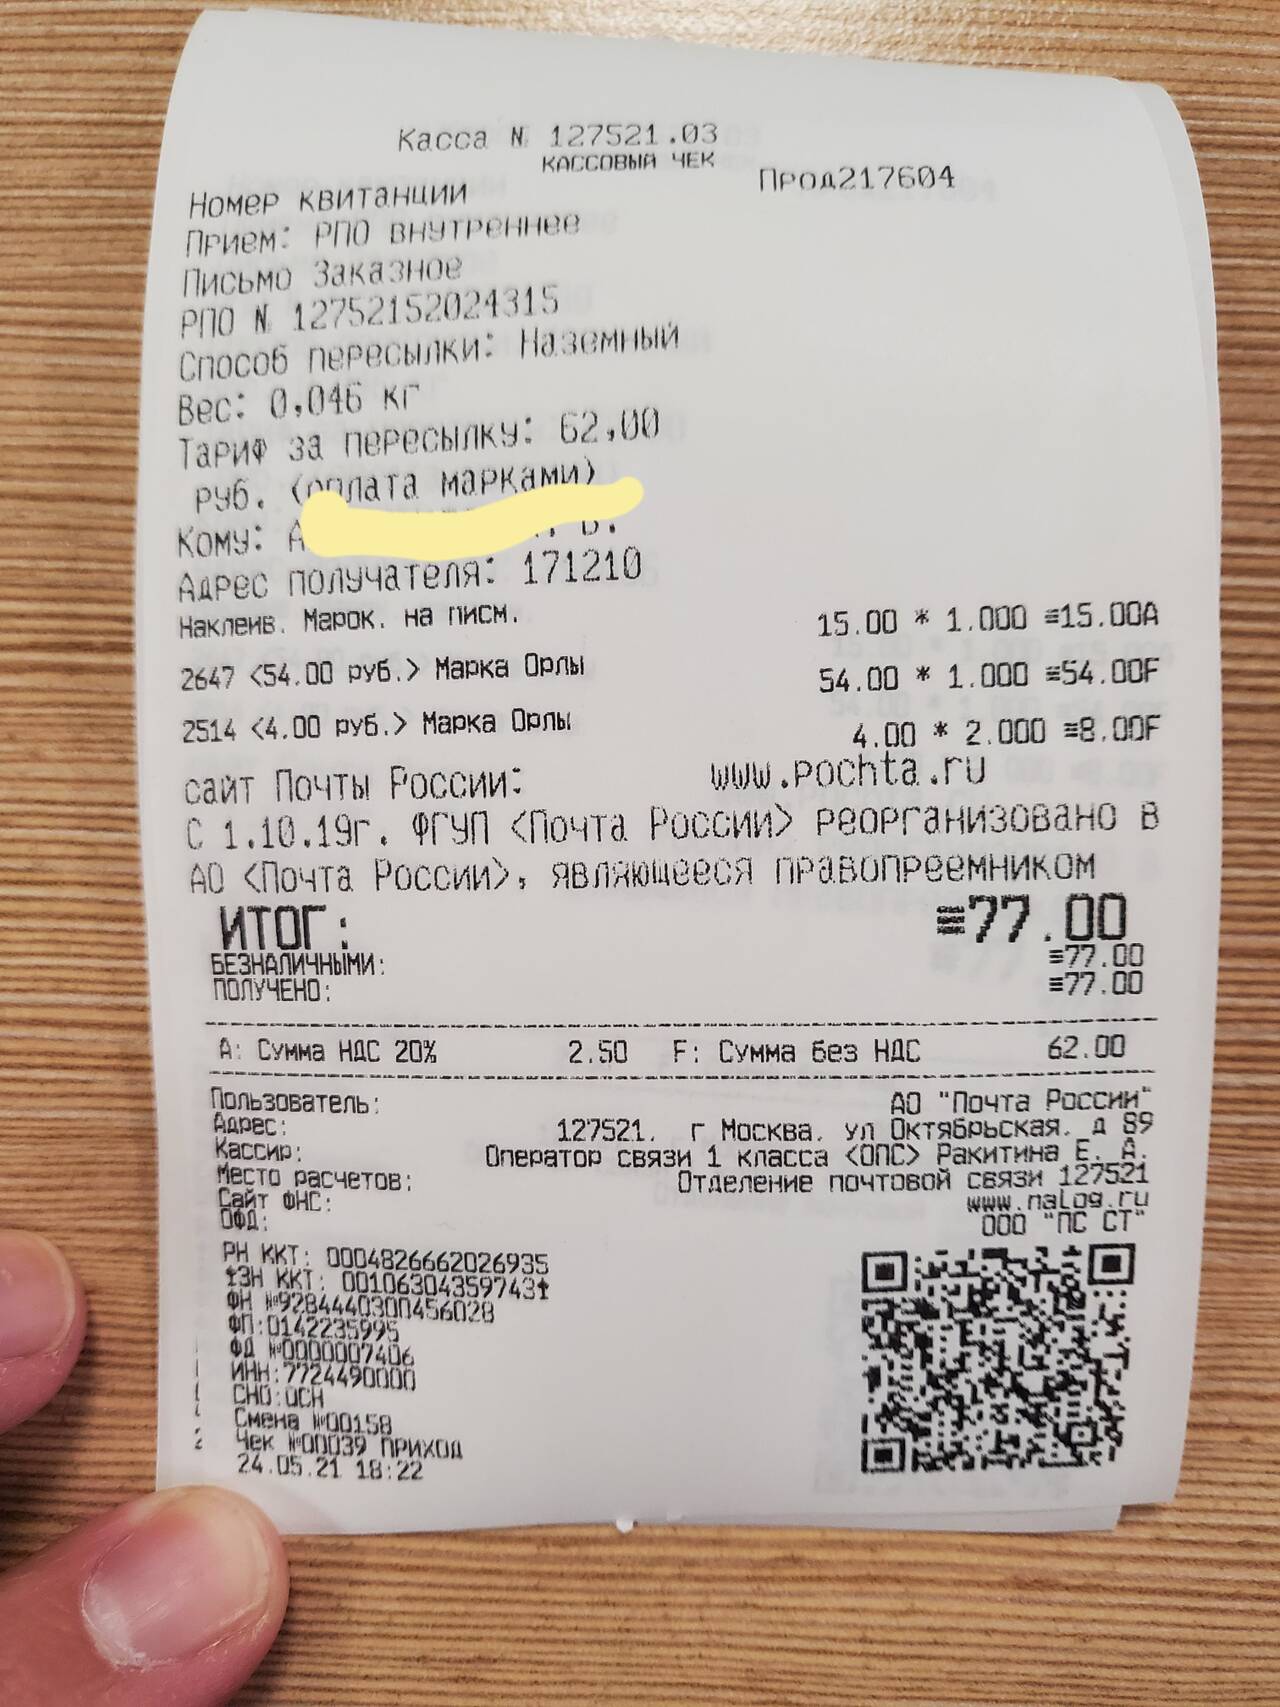 Касса № 127521.03
КАССОВЫЙ ЧЕК
Номер квитанции Прод217604
Прием: РПО внутреннее
Письмо Заказное
РПО № 12752152024315
Способ пересылки: Наземный
Вес: 0,046 кг
Тариф за пересылку: 62,00
руб. (оплата марками)
Кому: А В.
Адрес получателя: 171210
Наклеив. Марок. на писм. 15.00 * 1.000 ≡15.00А
2647 <54.00 руб.> Марка Орлы 54.00 * 1.000 ≡54.00F
2514 <4.00 руб.> Марка Орлы 4.00 * 2.000 ≡8.00F
сайт Почты России: www.pochta.ru
С 1.10.19г. ФГУП <Почта России> реорганизовано в
АО <Почта России>, являющееся правопреемником
ИТОГ: ≡77.00
БЕЗНАЛИЧНЫМИ: ≡77.00
ПОЛУЧЕНО: ≡77.00
А: Сумма НДС 20% 2.50 F: Сумма без НДС 62.00
Пользователь: АО "Почта России"
Адрес: 127521, г Москва, ул Октябрьская, д 89
Кассир: Оператор связи 1 класса <ОПС> Ракитина Е. А.
Место расчетов: Отделение почтовой связи 127521
Сайт ФНС: www.nalog.ru
ОФД: ООО "ПС СТ"
РН ККТ: 0004826662026935
ЗН ККТ: 00106304359743
ФН №9284440300456028
ФП:0142235995
ФД №0000007406
ИНН:7724490000
СНО:ОСН
Смена №00158
Чек №00039 ПРИХОД
24.05.21 18:22